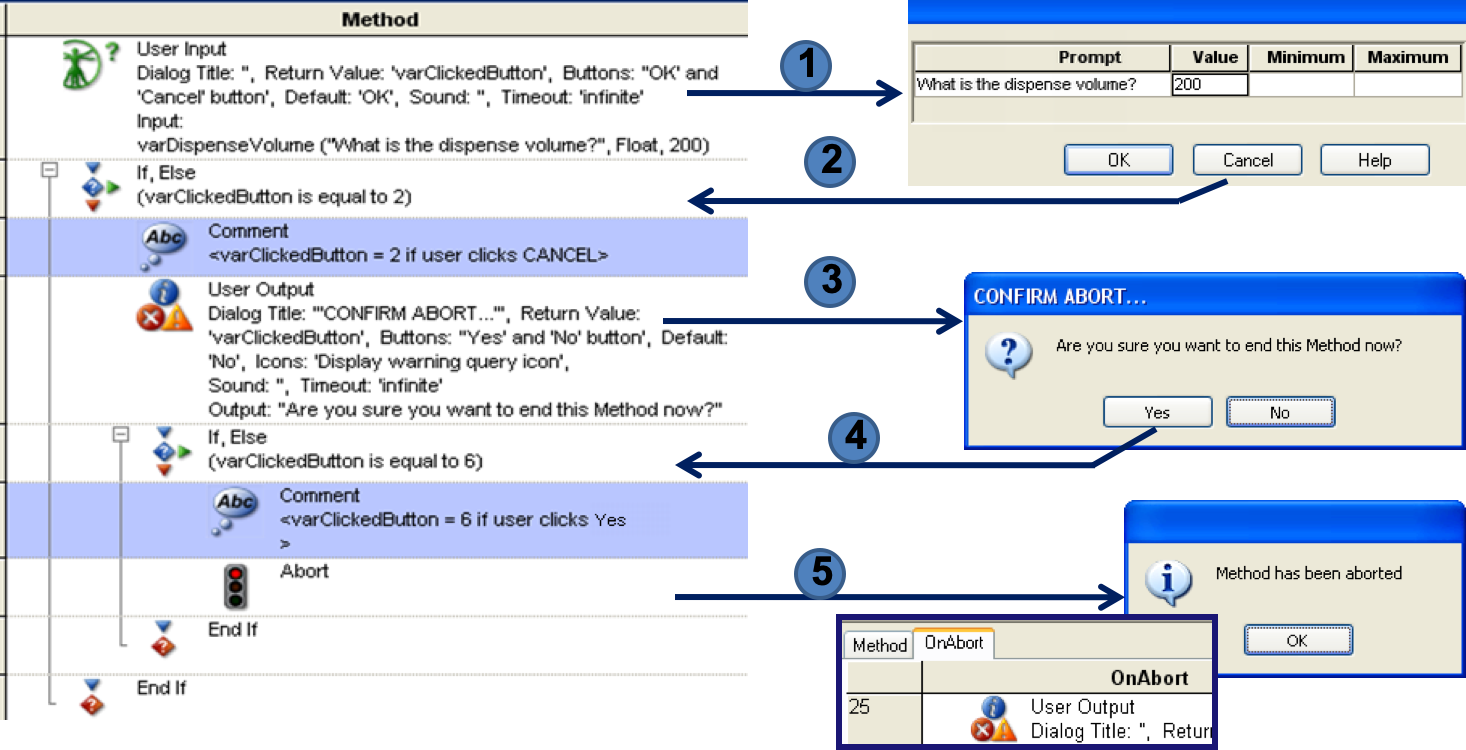 Method
User Input
Dialog Title: '', Return Value: 'varClickedButton', Buttons: ''OK' and
'Cancel' button', Default: 'OK', Sound: '', Timeout: 'infinite'
Input:
varDispenseVolume ("What is the dispense volume?", Float, 200)
If, Else
(varClickedButton is equal to 2)
Abc
Comment
<varClickedButton = 2 if user clicks CANCEL>
User Output
Dialog Title: '"CONFIRM ABORT..."', Return Value:
'varClickedButton', Buttons: ''Yes' and 'No' button', Default:
'No', Icons: 'Display warning query icon',
Sound: '', Timeout: 'infinite'
Output: "Are you sure you want to end this Method now?"
If, Else
(varClickedButton is equal to 6)
Abc
Comment
<varClickedButton = 6 if user clicks Yes
>
Abort
End If
End If
1
Prompt Value Minimum Maximum
What is the dispense volume? 200
OK Cancel Help
2
3
CONFIRM ABORT...
Are you sure you want to end this Method now?
Yes No
4
5
Method has been aborted
OK
Method OnAbort
OnAbort
25 User Output
Dialog Title: '', Return